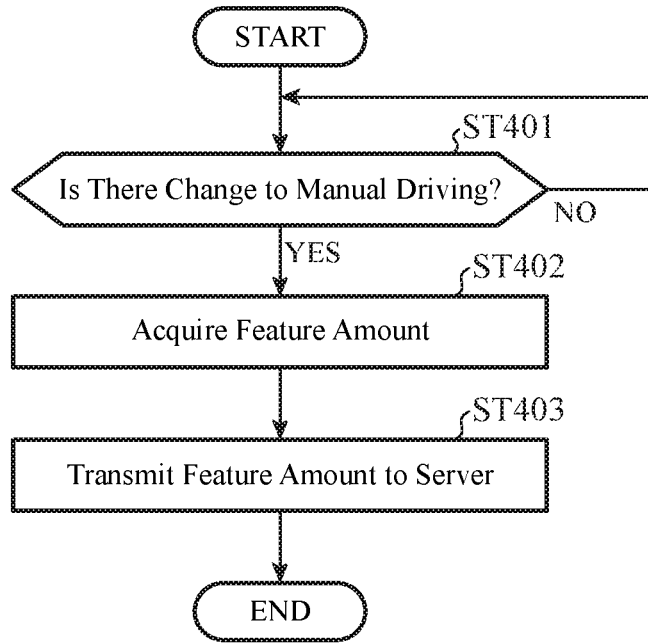 START
ST401
Is There Change to Manual Driving?
NO
YES
ST402
Acquire Feature Amount
ST403
Transmit Feature Amount to Server
END